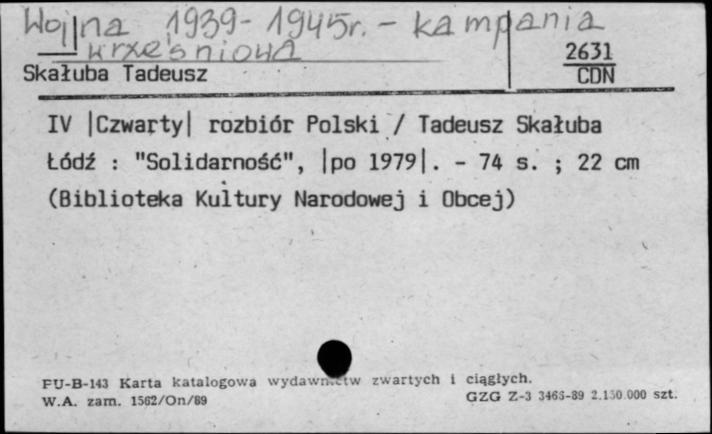 Wojna 1939-1945r. - kampania
wrześniowa
2631
Skałuba Tadeusz
CDN
IV |Czwarty| rozbiór Polski / Tadeusz Skałuba
Łódź : "Solidarność", |po 1979|. - 74 s. ; 22 cm
(Biblioteka Kultury Narodowej i Obcej)
PU-B-143 Karta katalogowa wydawnictw zwartych i ciągłych.
W.A. zam. 1562/On/89
GZG Z-3 3465-89 2.150.000 szt.